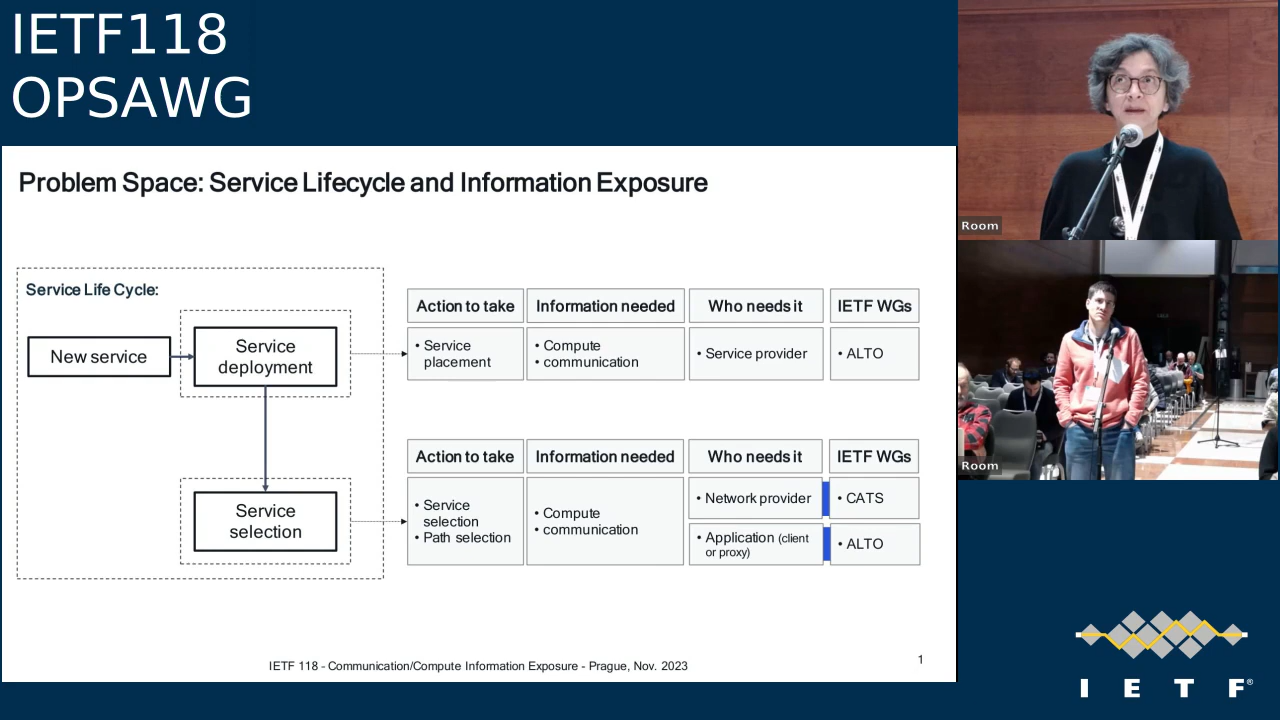 IETF118
OPSAWG
Problem Space: Service Lifecycle and Information Exposure
Service Life Cycle:
New service
Service
deployment
Service
selection
Action to take
Information needed
Who needs it
IETF WGs
• Service
placement
• Compute
• communication
• Service provider
• ALTO
Action to take
Information needed
Who needs it
IETF WGs
• Service
selection
• Path selection
• Compute
• communication
• Network provider
• CATS
• Application (client
or proxy)
• ALTO
IETF 118 - Communication/Compute Information Exposure - Prague, Nov. 2023
1
Room
Room
I E T F®